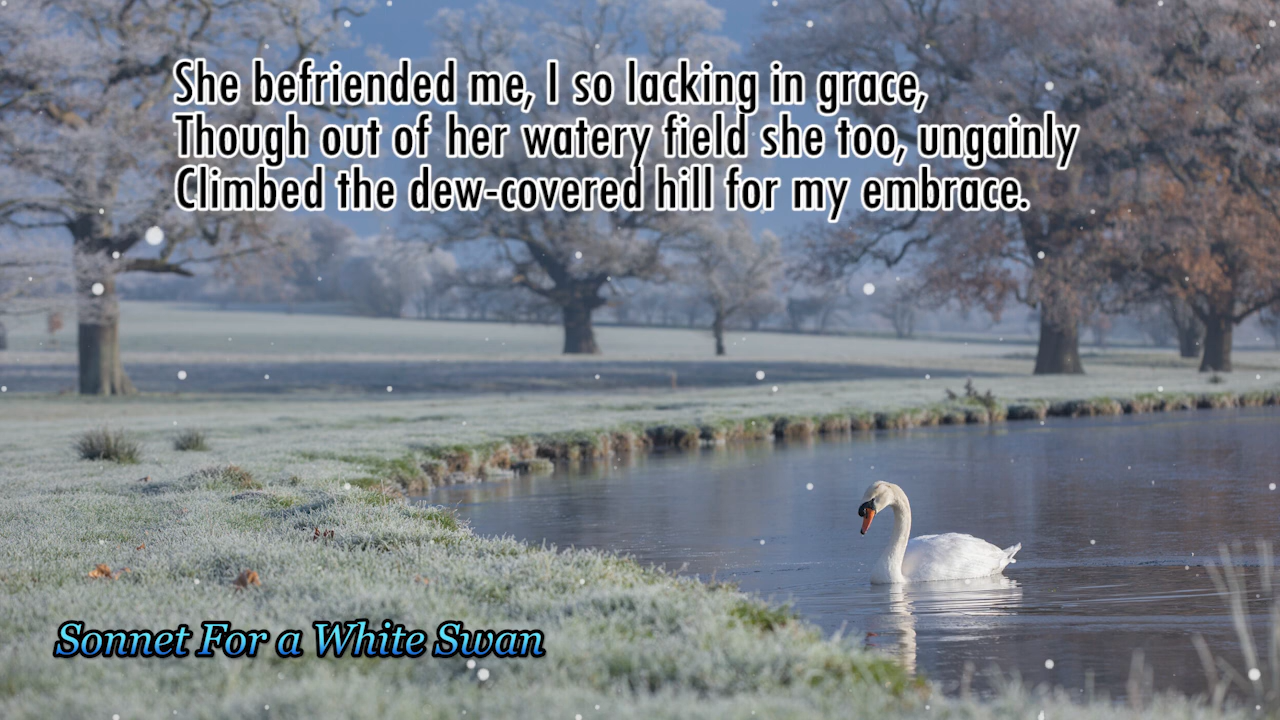 She befriended me, I so lacking in grace,
Though out of her watery field she too, ungainly
Climbed the dew-covered hill for my embrace.
Sonnet For a White Swan